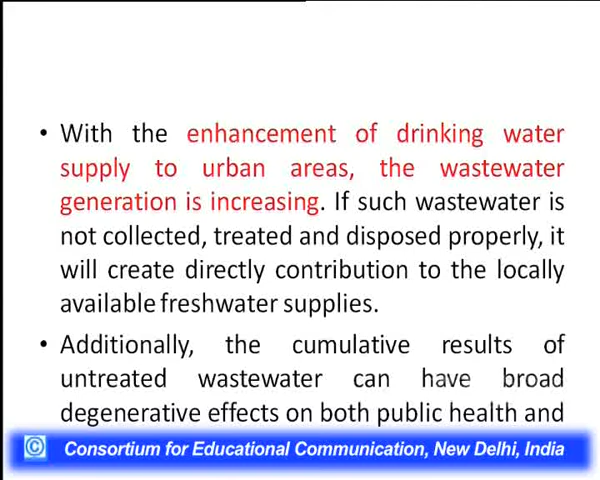 • With the enhancement of drinking water
supply to urban areas, the wastewater
generation is increasing. If such wastewater is
not collected, treated and disposed properly, it
will create directly contribution to the locally
available freshwater supplies.
• Additionally, the cumulative results of
untreated wastewater can have broad
degenerative effects on both public health and
© Consortium for Educational Communication, New Delhi, India